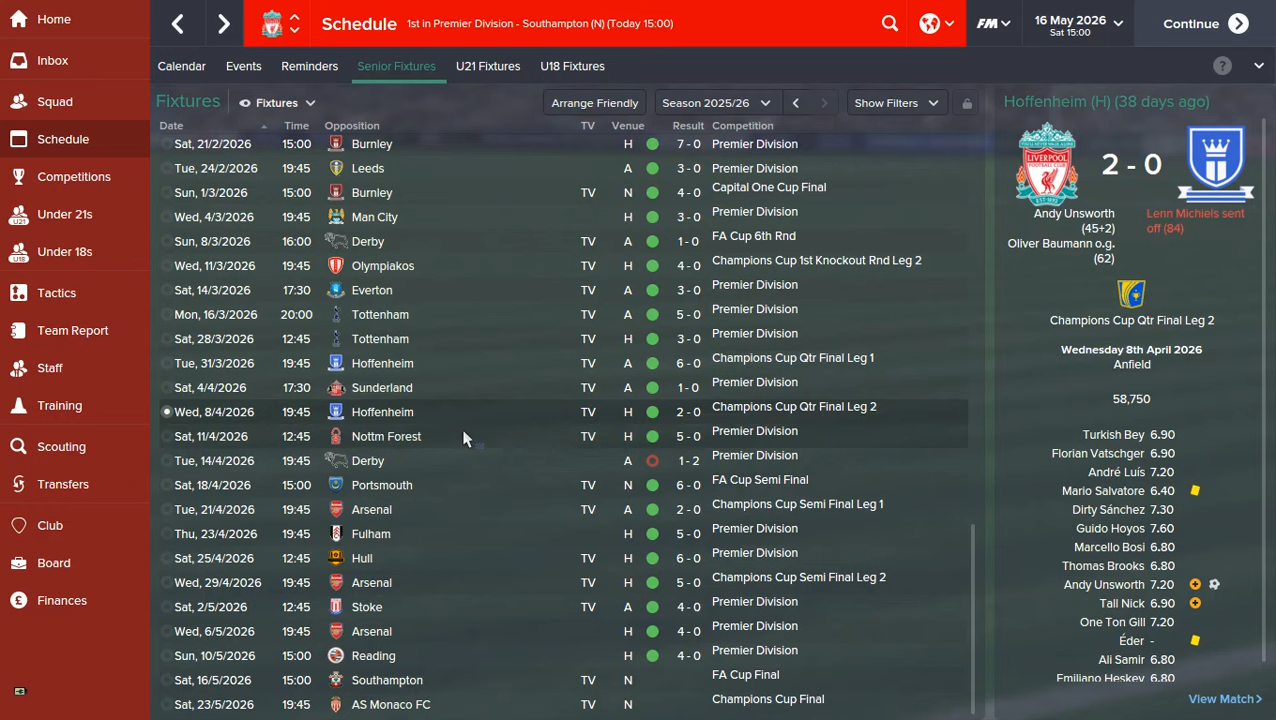 Home
Inbox
Squad
Schedule
Competitions
Under 21s
Under 18s
Tactics
Team Report
Staff
Training
Scouting
Transfers
Club
Board
Finances
Schedule 1st in Premier Division - Southampton (N) (Today 15:00)
FM
16 May 2026
Sat 15:00
Continue
Calendar Events Reminders Senior Fixtures U21 Fixtures U18 Fixtures
Fixtures Fixtures Arrange Friendly Season 2025/26 Show Filters
Date Time Opposition TV Venue Result Competition
Sat, 21/2/2026 15:00 Burnley H 7 - 0 Premier Division
Tue, 24/2/2026 19:45 Leeds A 3 - 0 Premier Division
Sun, 1/3/2026 15:00 Burnley TV N 4 - 0 Capital One Cup Final
Wed, 4/3/2026 19:45 Man City H 3 - 0 Premier Division
Sun, 8/3/2026 16:00 Derby TV A 1 - 0 FA Cup 6th Rnd
Wed, 11/3/2026 19:45 Olympiakos TV H 4 - 0 Champions Cup 1st Knockout Rnd Leg 2
Sat, 14/3/2026 17:30 Everton TV A 3 - 0 Premier Division
Mon, 16/3/2026 20:00 Tottenham TV A 5 - 0 Premier Division
Sat, 28/3/2026 12:45 Tottenham TV H 3 - 0 Premier Division
Tue, 31/3/2026 19:45 Hoffenheim TV A 6 - 0 Champions Cup Qtr Final Leg 1
Sat, 4/4/2026 17:30 Sunderland TV A 1 - 0 Premier Division
Wed, 8/4/2026 19:45 Hoffenheim TV H 2 - 0 Champions Cup Qtr Final Leg 2
Sat, 11/4/2026 12:45 Nottm Forest TV H 5 - 0 Premier Division
Tue, 14/4/2026 19:45 Derby A 1 - 2 Premier Division
Sat, 18/4/2026 15:00 Portsmouth TV N 6 - 0 FA Cup Semi Final
Tue, 21/4/2026 19:45 Arsenal TV A 2 - 0 Champions Cup Semi Final Leg 1
Thu, 23/4/2026 19:45 Fulham H 5 - 0 Premier Division
Sat, 25/4/2026 12:45 Hull TV H 6 - 0 Premier Division
Wed, 29/4/2026 19:45 Arsenal TV H 5 - 0 Champions Cup Semi Final Leg 2
Sat, 2/5/2026 12:45 Stoke TV A 4 - 0 Premier Division
Wed, 6/5/2026 19:45 Arsenal H 4 - 0 Premier Division
Sun, 10/5/2026 15:00 Reading H 4 - 0 Premier Division
Sat, 16/5/2026 15:00 Southampton TV N FA Cup Final
Sat, 23/5/2026 19:45 AS Monaco FC TV N Champions Cup Final
Hoffenheim (H) (38 days ago)
2 - 0
Andy Unsworth
(45+2)
Oliver Baumann o.g.
(62)
Lenn Michiels sent
off (84)
Champions Cup Qtr Final Leg 2
Wednesday 8th April 2026
Anfield
58,750
Turkish Bey 6.90
Florian Vatschger 6.90
André Luís 7.20
Mario Salvatore 6.40
Dirty Sánchez 7.30
Guido Hoyos 7.60
Marcello Bosi 6.80
Thomas Brooks 6.80
Andy Unsworth 7.20
Tall Nick 6.90
One Ton Gill 7.20
Éder -
Ali Samir 6.80
Emiliano Heskey 6.80
View Match